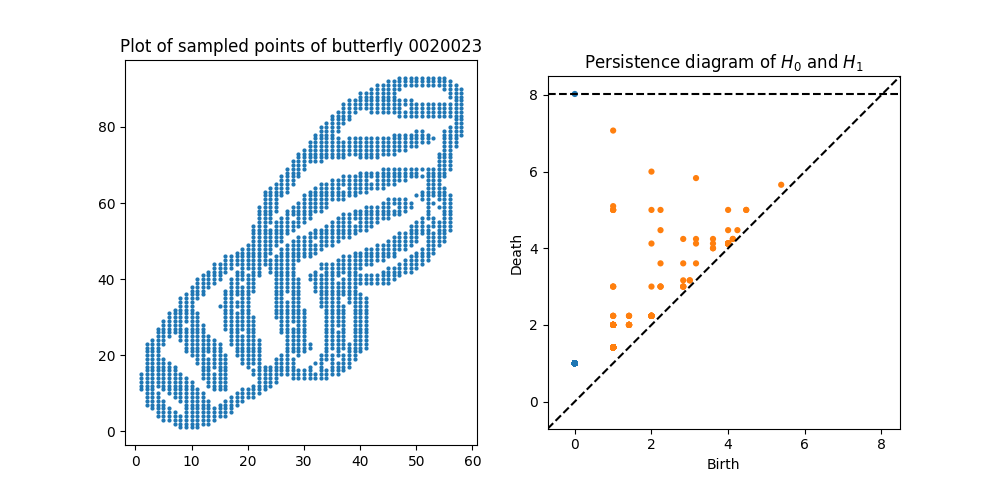 Plot of sampled points of butterfly 0020023
80
60
40
20
0
0 10 20 30 40 50 60
Persistence diagram of $H_0$ and $H_1$
Death
8
6
4
2
0
0 2 4 6 8
Birth